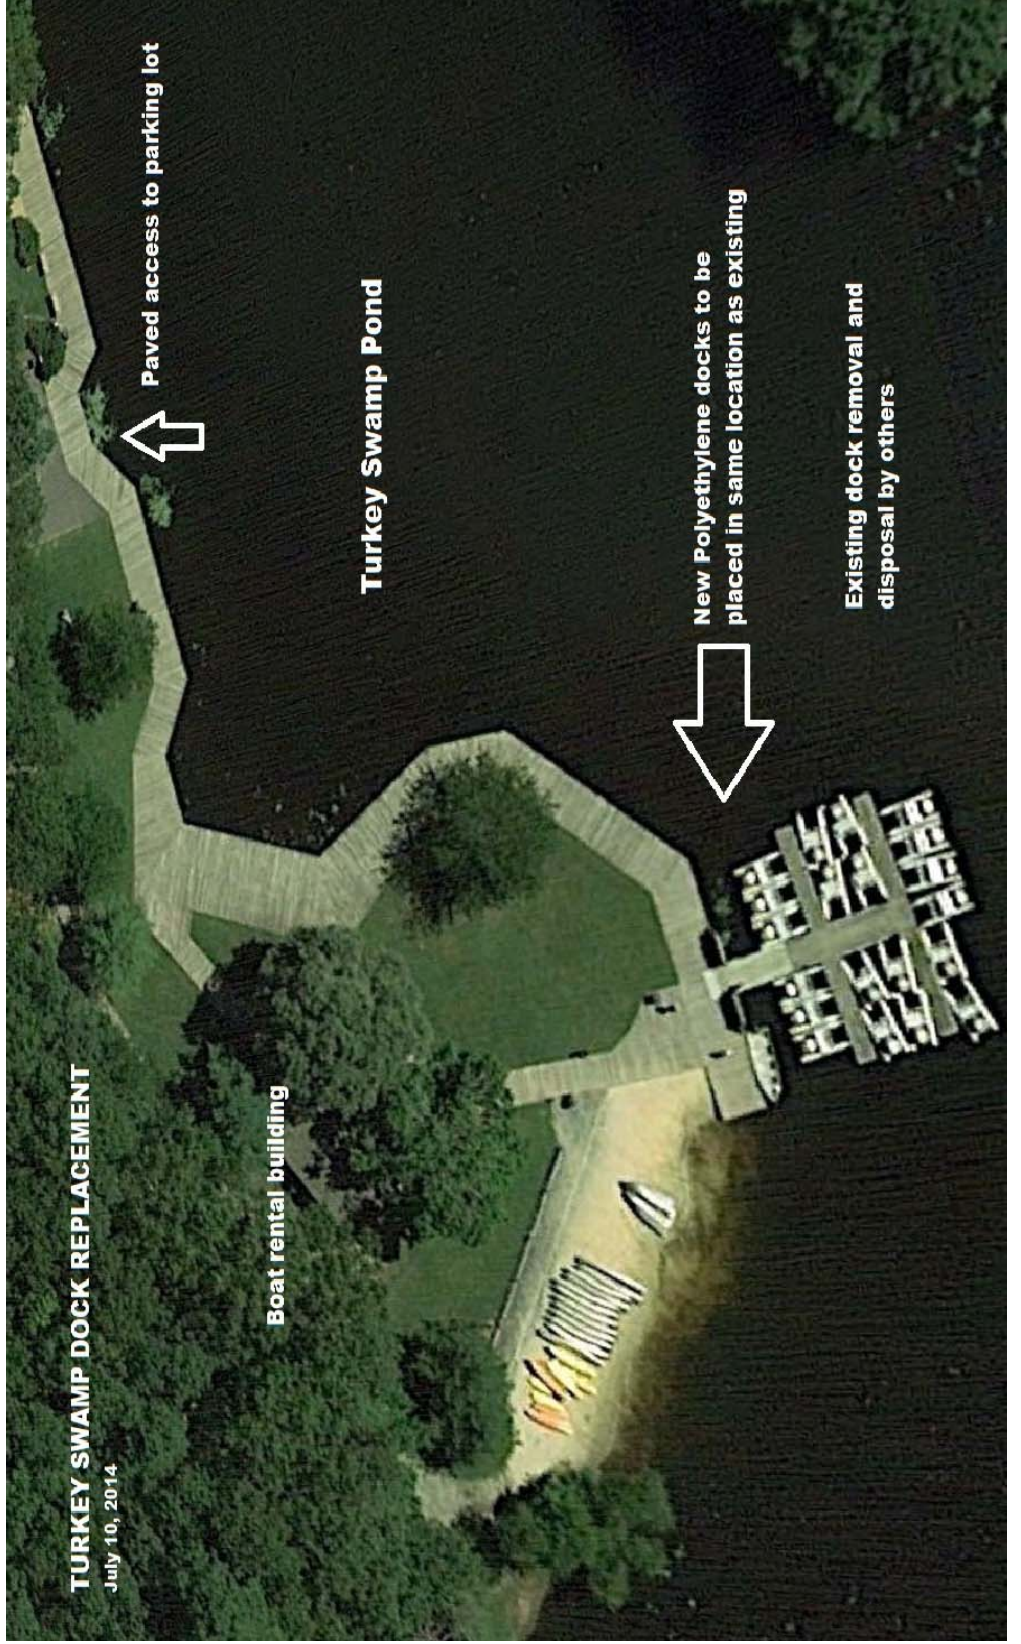 TURKEY SWAMP DOCK REPLACEMENT
July 10, 2014
Paved access to parking lot
Boat rental building
Turkey Swamp Pond
New Polyethylene docks to be
placed in same location as existing
Existing dock removal and
disposal by others